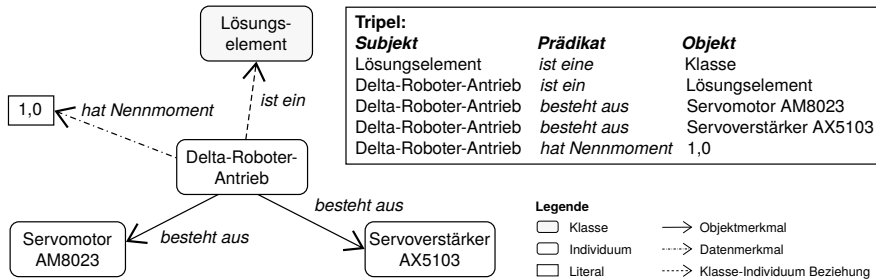 Lösungs-
element
1,0
hat Nennmoment
ist ein
Delta-Roboter-
Antrieb
besteht aus
besteht aus
Servomotor
AM8023
Servoverstärker
AX5103
Tripel:
Subjekt Prädikat Objekt
Lösungselement ist eine Klasse
Delta-Roboter-Antrieb ist ein Lösungselement
Delta-Roboter-Antrieb besteht aus Servomotor AM8023
Delta-Roboter-Antrieb besteht aus Servoverstärker AX5103
Delta-Roboter-Antrieb hat Nennmoment 1,0
Legende
Klasse Objektmerkmal
Individuum Datenmerkmal
Literal Klasse-Individuum Beziehung